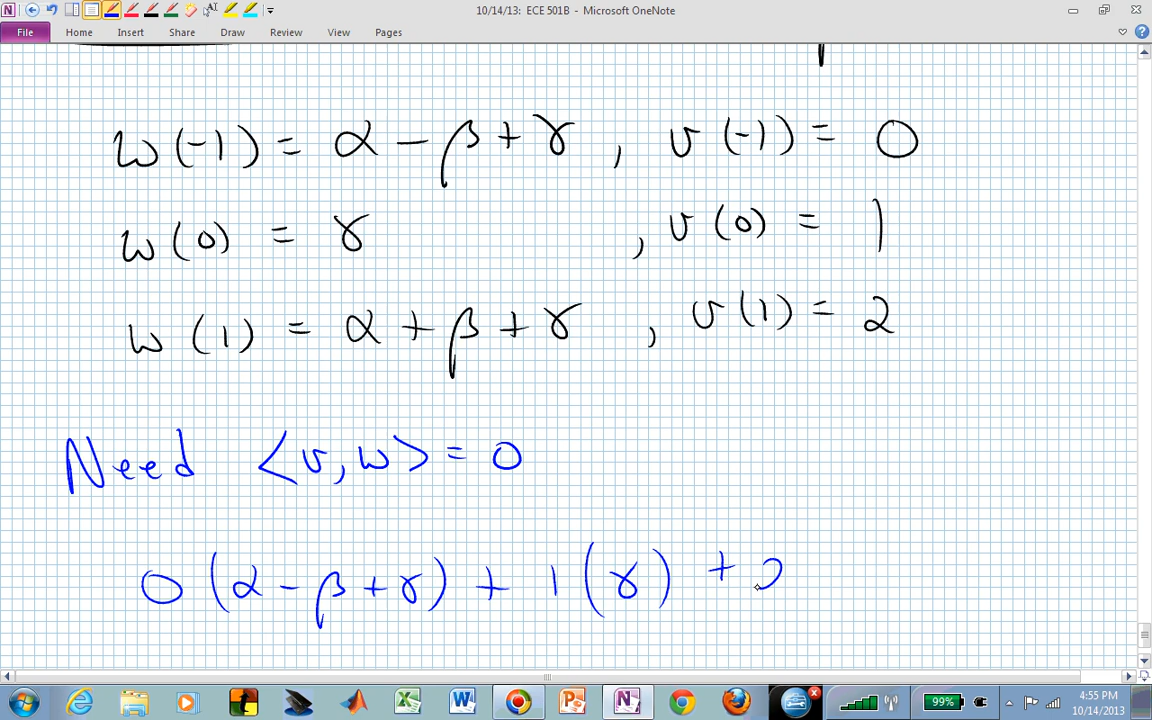 10/14/13: ECE 501B - Microsoft OneNote
File Home Insert Share Draw Review View Pages
w(-1) = α - β + γ , v(-1) = 0
w(0) = γ , v(0) = 1
w(1) = α + β + γ , v(1) = 2
Need <v, w> = 0
0(α - β + γ) + 1(γ) + 2
99%
4:55 PM
10/14/2013